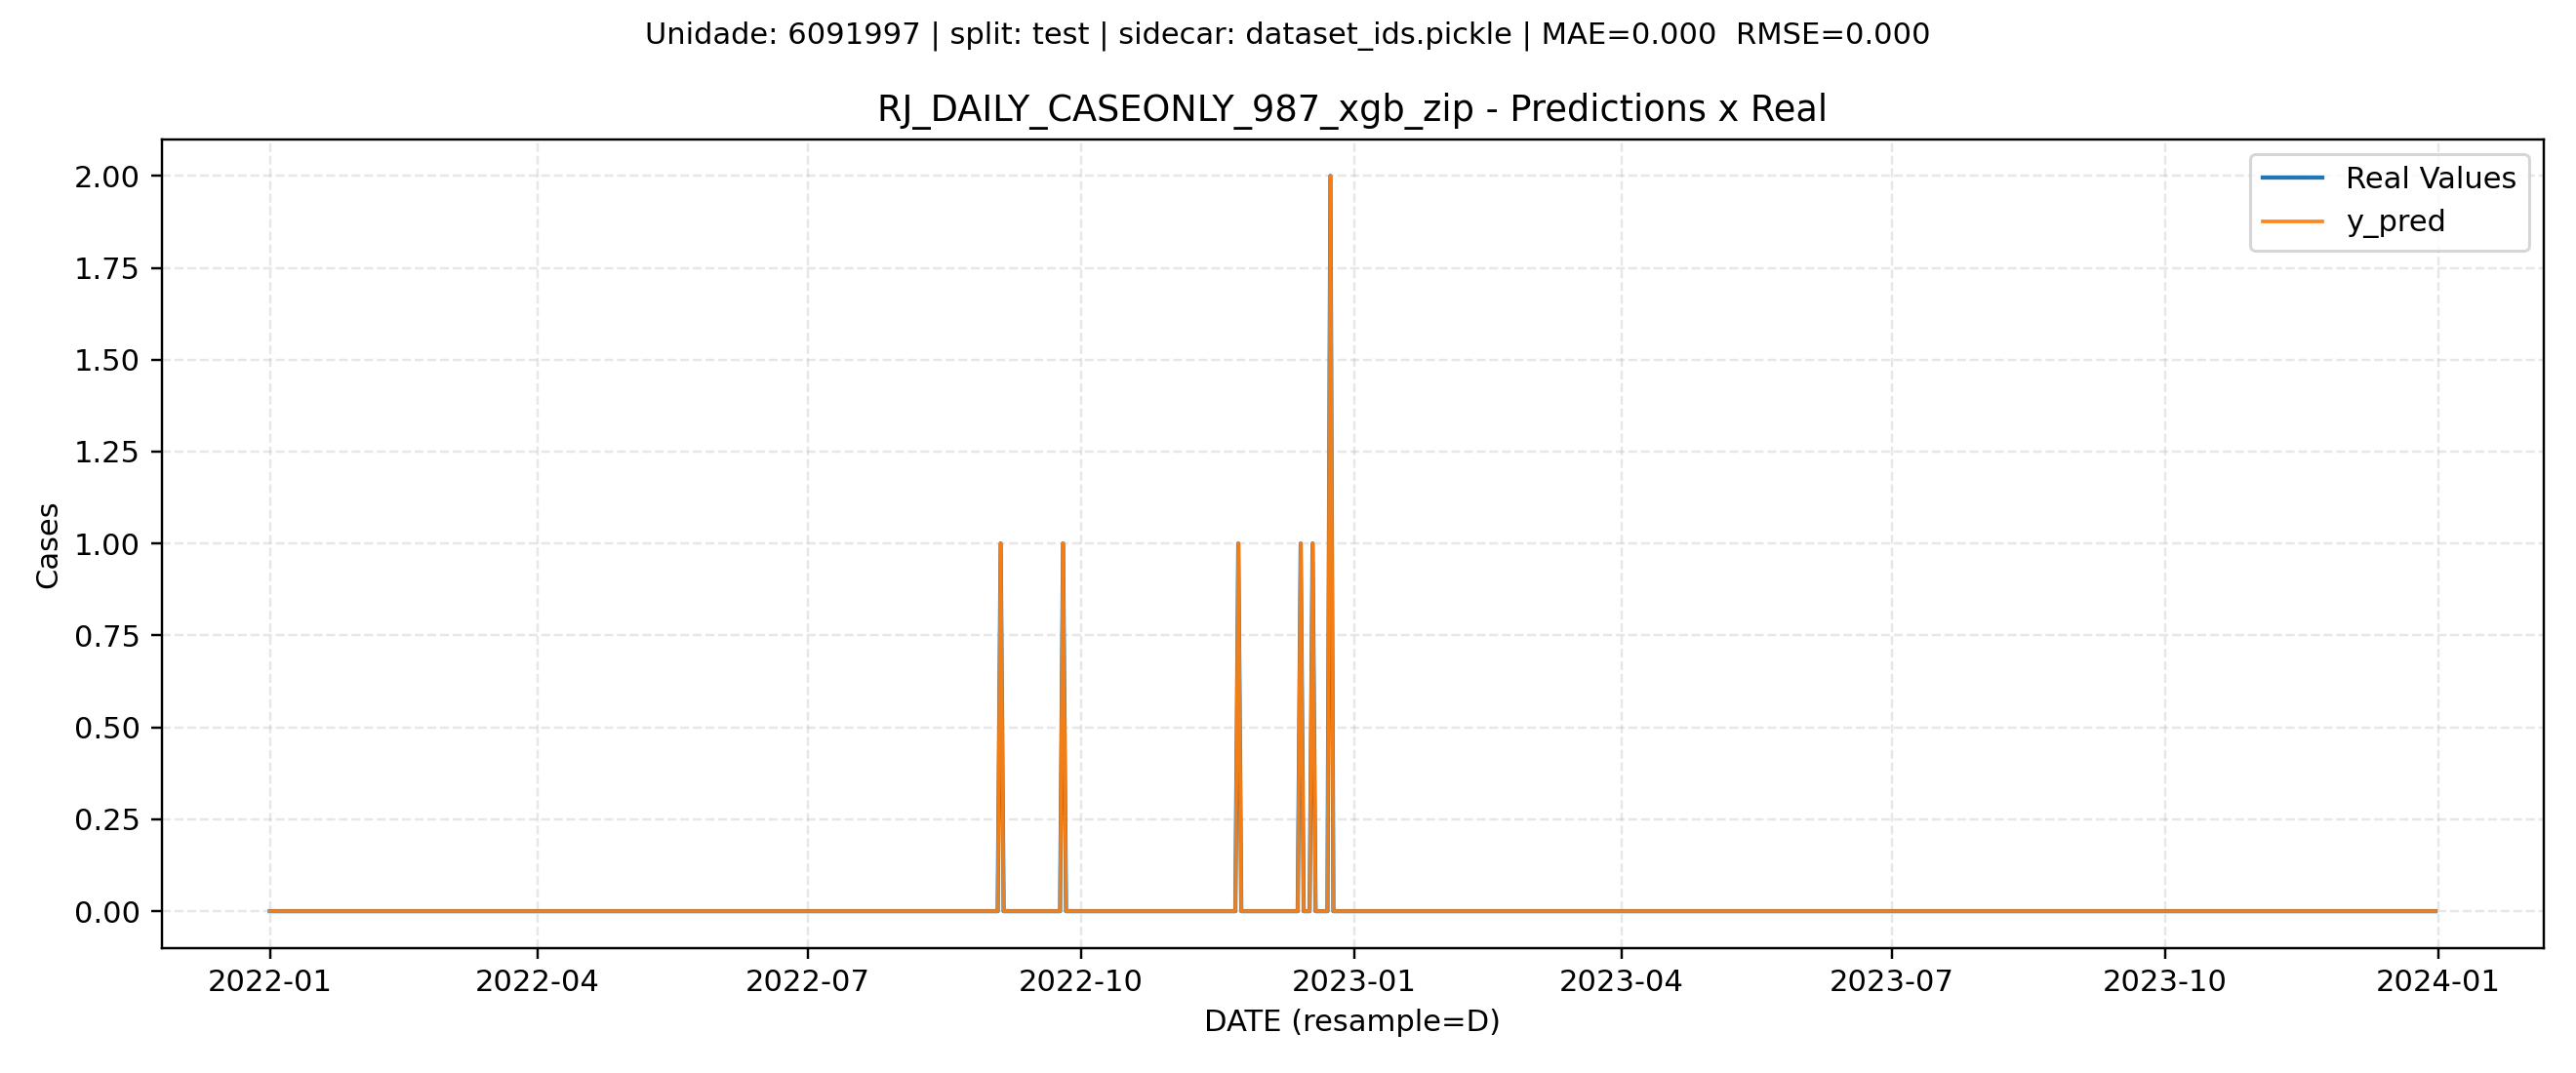 Unidade: 6091997 | split: test | sidecar: dataset_ids.pickle | MAE=0.000  RMSE=0.000
RJ_DAILY_CASEONLY_987_xgb_zip - Predictions x Real
Real Values
y_pred
2.00
1.75
1.50
1.25
1.00
0.75
0.50
0.25
0.00
Cases
2022-01 2022-04 2022-07 2022-10 2023-01 2023-04 2023-07 2023-10 2024-01
DATE (resample=D)